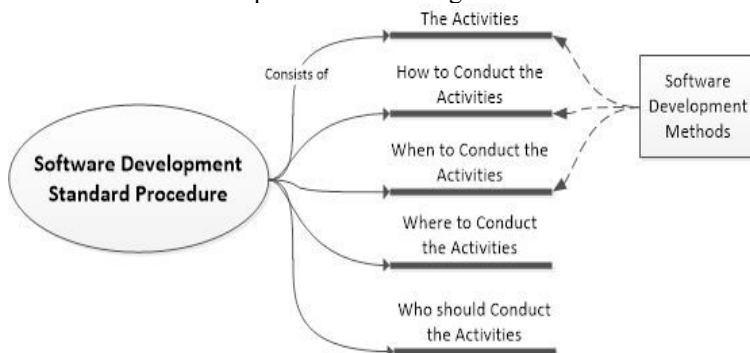 The Activities
Consists of
How to Conduct the
Activities
Software
Development
Methods
When to Conduct the
Activities
Software Development
Standard Procedure
Where to Conduct
the Activities
Who should Conduct
the Activities